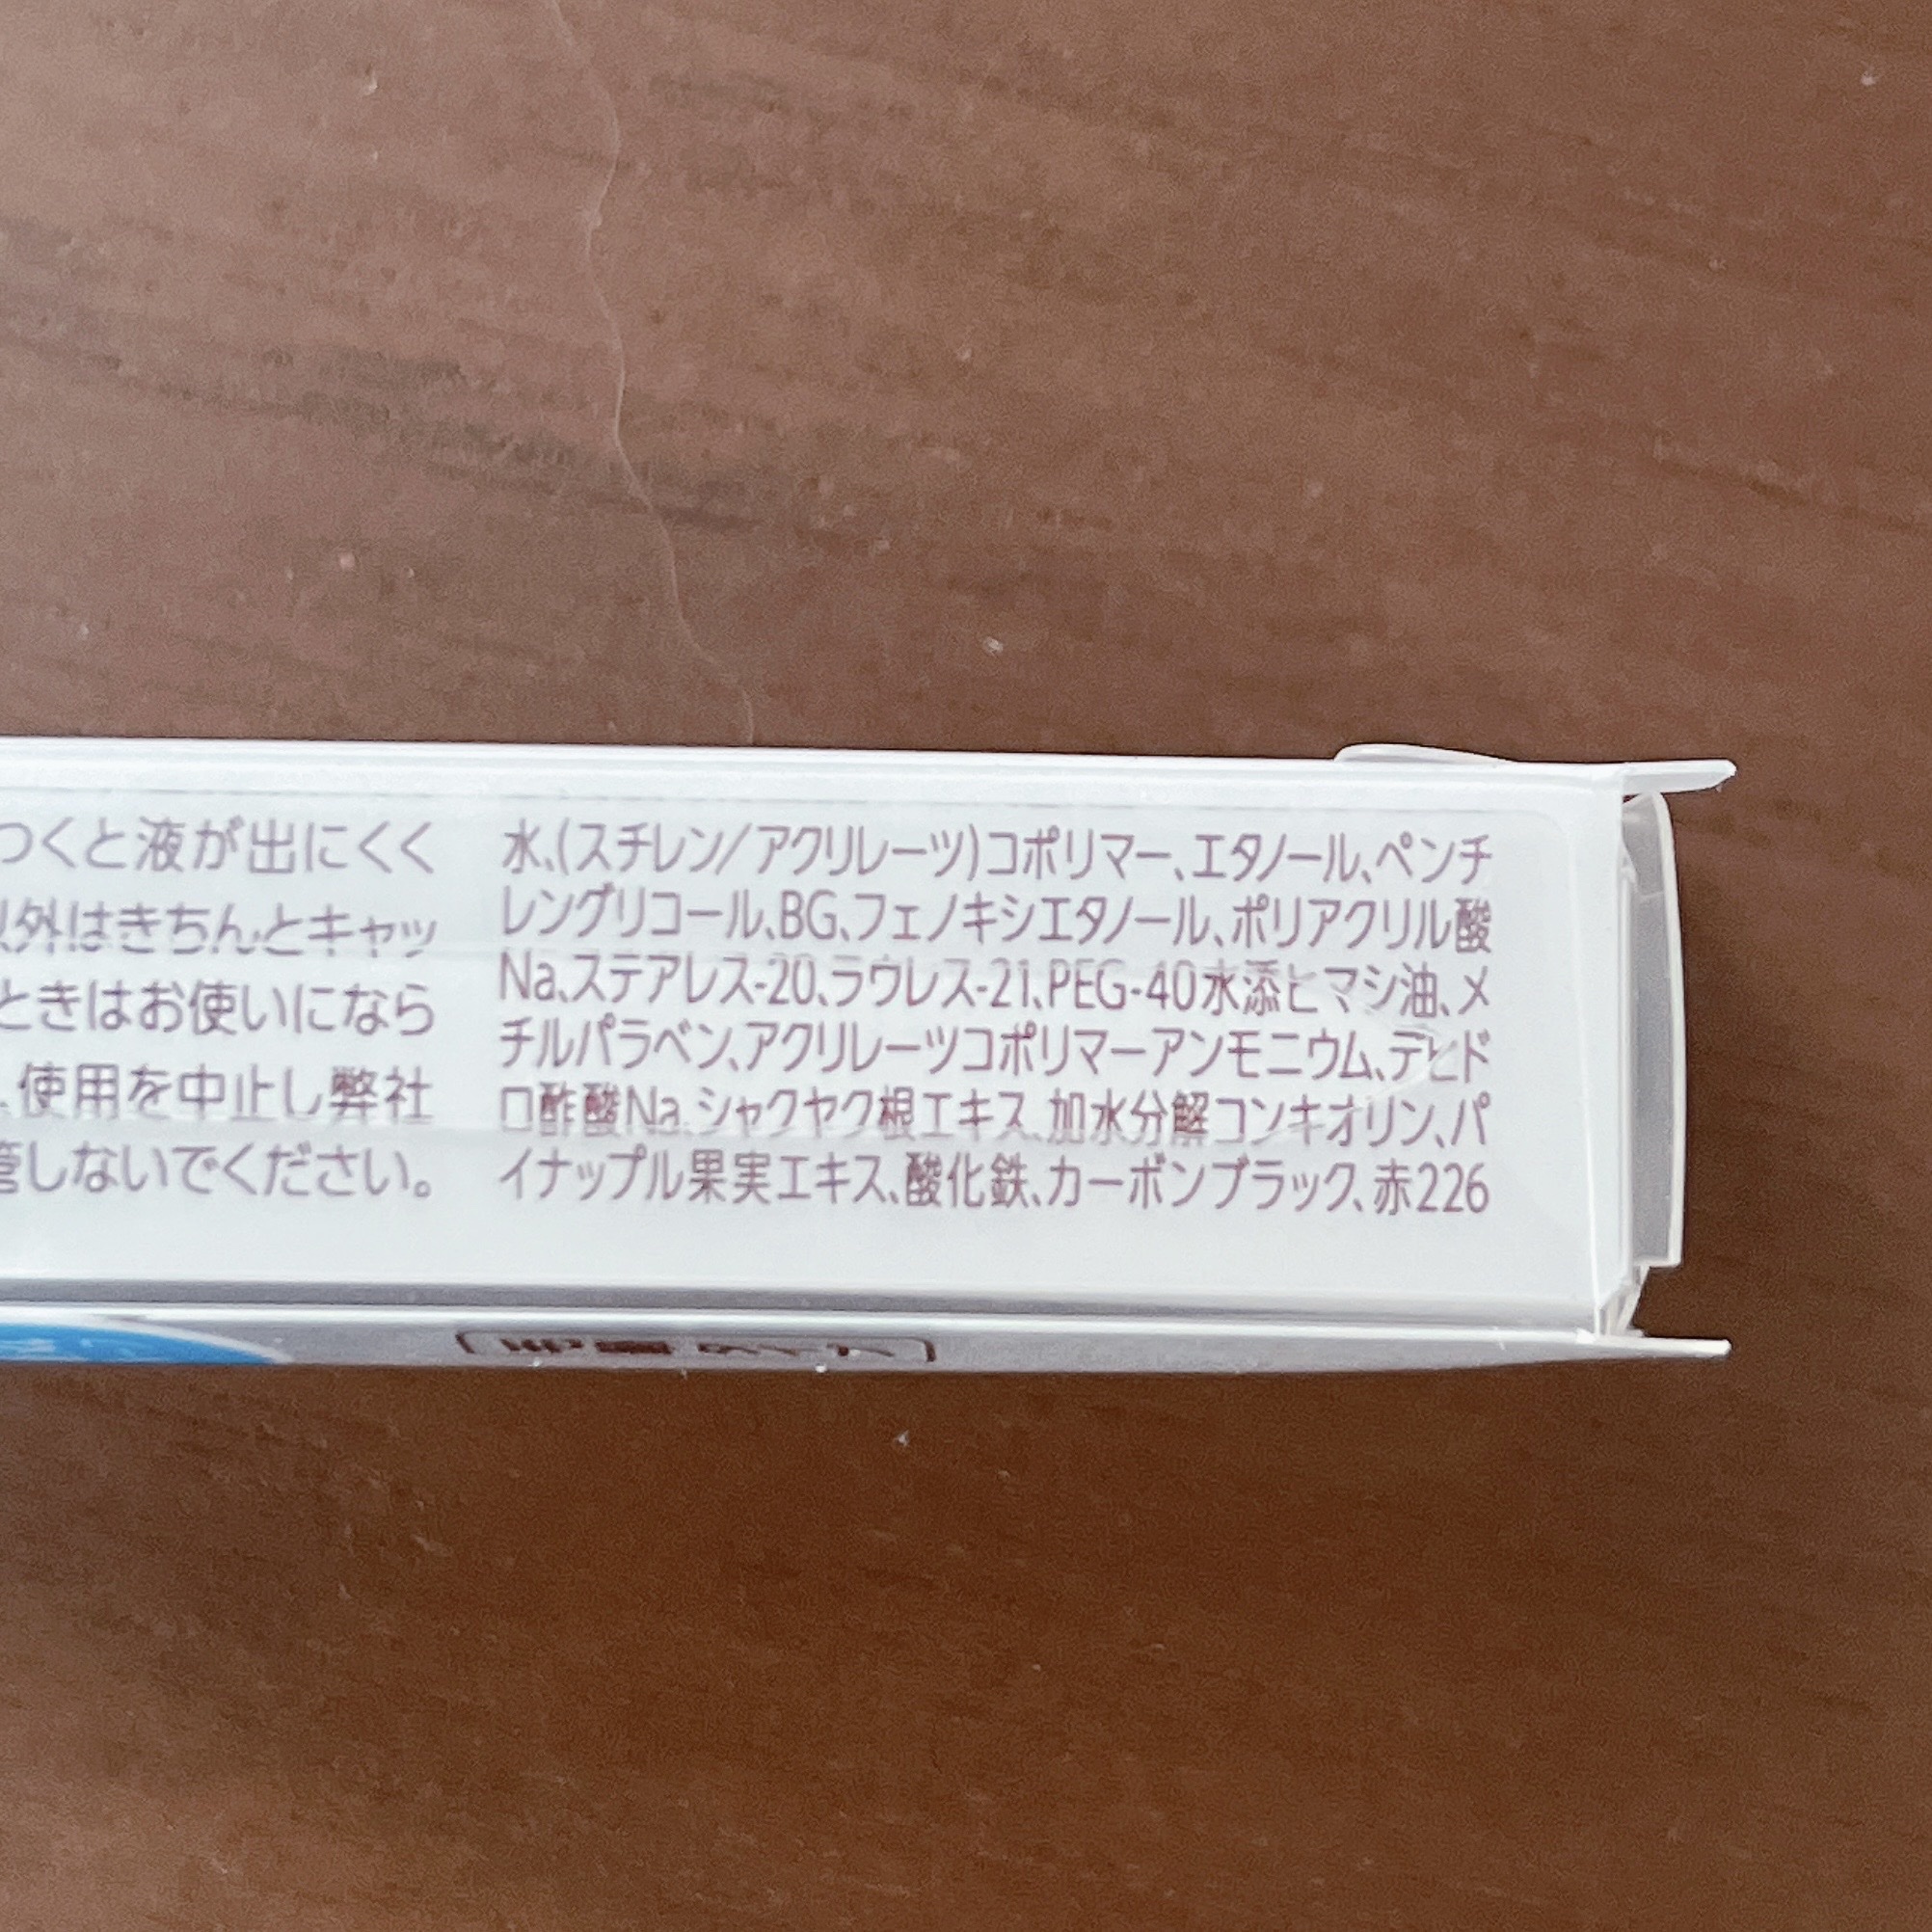 つくと液が出にくく
外はきちんとキャッ
ときはお使いになら
使用を中止し弊社
管しないでください。
水、(スチレン/アクリレーツ)コポリマー、エタノール、ペンチ
レングリコール、BG、フェノキシエタノール、ポリアクリル酸
Na、ステアレス-20、ラウレス-21、PEG-40水添ヒマシ油、メ
チルパラベン、アクリレーツコポリマーアンモニウム、デヒド
ロ酢酸Na、シャクヤク根エキス、加水分解コンキオリン、パ
イナップル果実エキス、酸化鉄、カーボンブラック、赤226